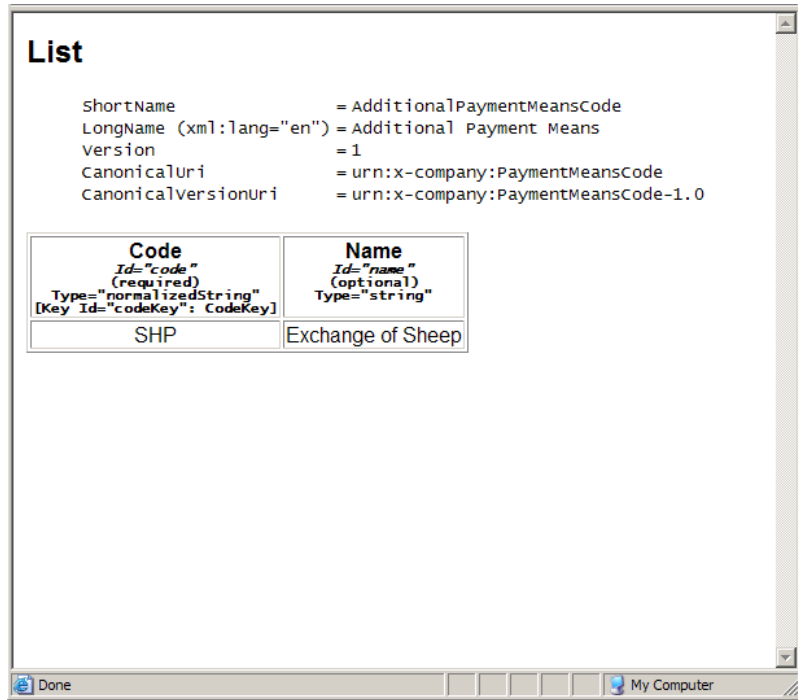 List
ShortName = AdditionalPaymentMeansCode
LongName (xml:lang="en") = Additional Payment Means
Version = 1
CanonicalUri = urn:x-company:PaymentMeansCode
CanonicalVersionUri = urn:x-company:PaymentMeansCode-1.0
Code Name
Id="code" Id="name"
(required) (optional)
Type="normalizedString" Type="string"
[Key Id="codeKey": CodeKey]
SHP Exchange of Sheep
Done My Computer